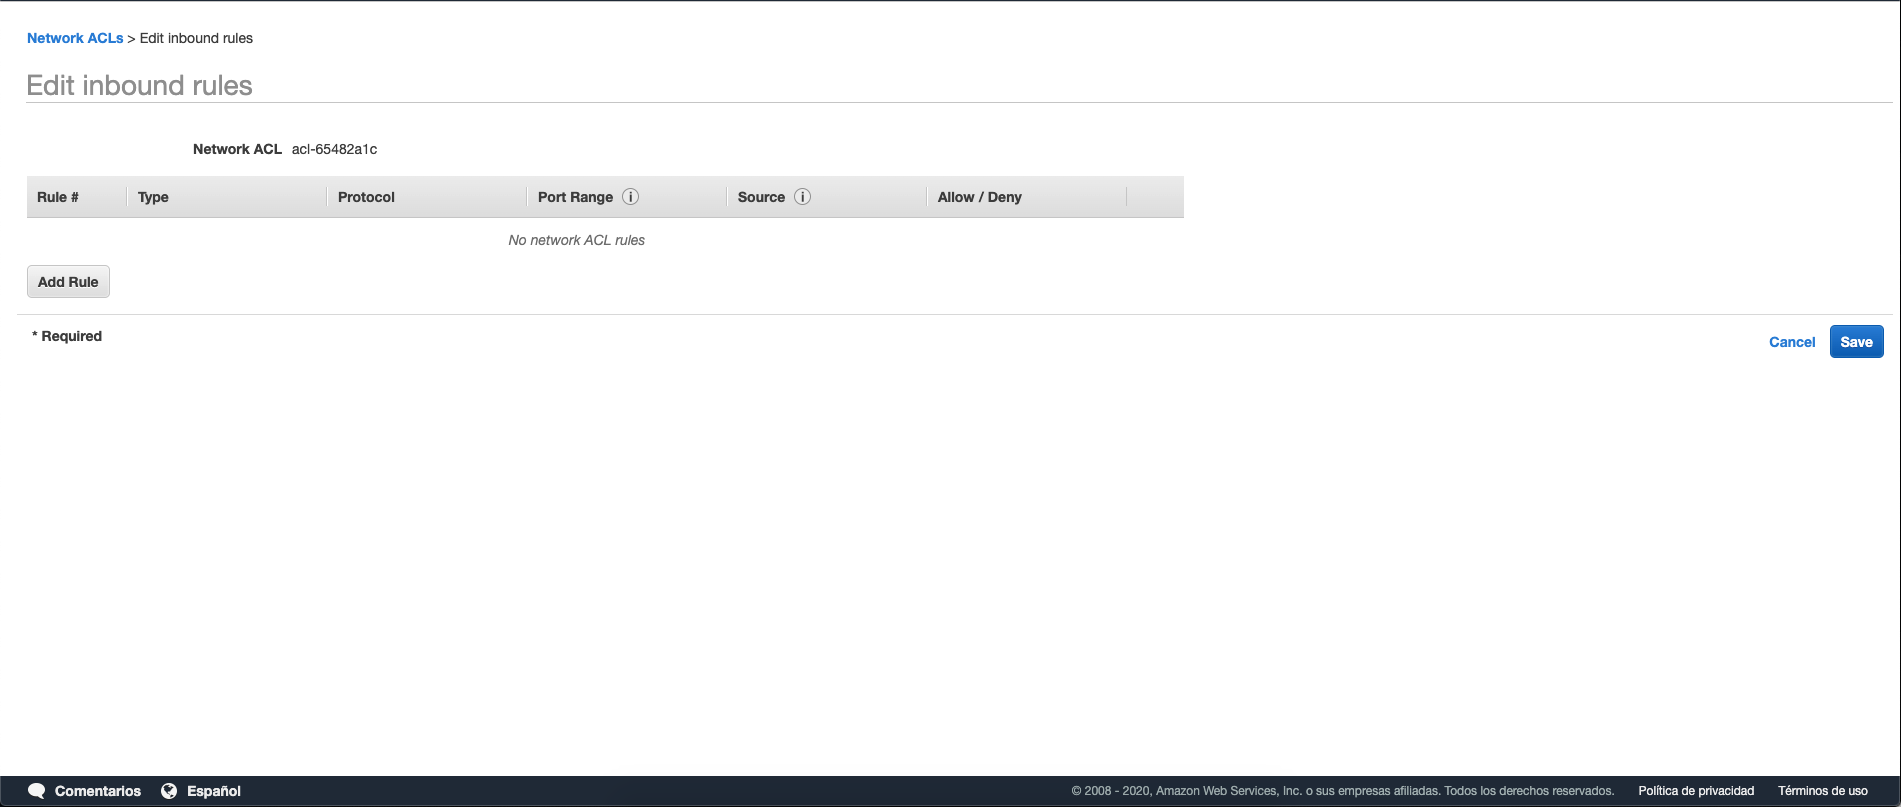 Network ACLs > Edit inbound rules
Edit inbound rules
Network ACL acl-65482a1c
Rule # Type Protocol Port Range i Source i Allow / Deny
No network ACL rules
Add Rule
* Required
Cancel Save
Comentarios Español © 2008 - 2020, Amazon Web Services, Inc. o sus empresas afiliadas. Todos los derechos reservados. Política de privacidad Términos de uso